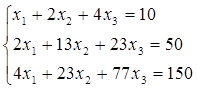 x₁ + 2x₂ + 4x₃ = 10
2x₁ + 13x₂ + 23x₃ = 50
4x₁ + 23x₂ + 77x₃ = 150